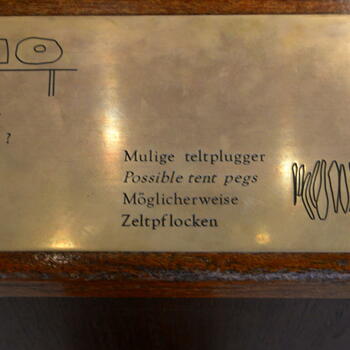 ?
Mulige teltplugger
Possible tent pegs
Möglicherweise
Zeltpflocken